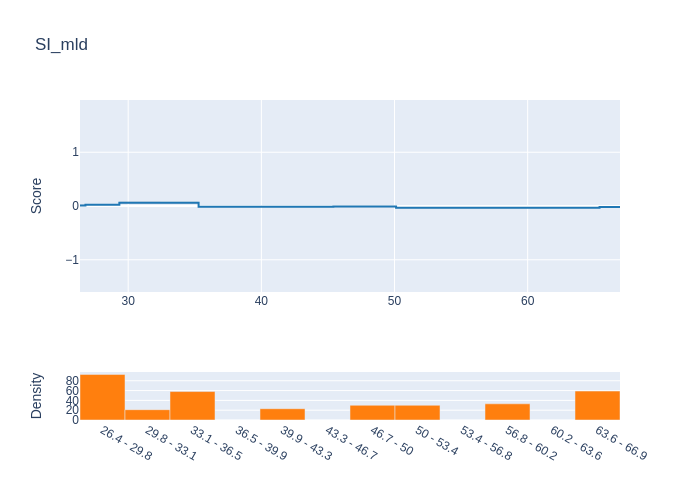 SI_mld
Score
1
0
−1
30 40 50 60
Density
80
60
40
20
0
26.4 - 29.8
29.8 - 33.1
33.1 - 36.5
36.5 - 39.9
39.9 - 43.3
43.3 - 46.7
46.7 - 50
50 - 53.4
53.4 - 56.8
56.8 - 60.2
60.2 - 63.6
63.6 - 66.9